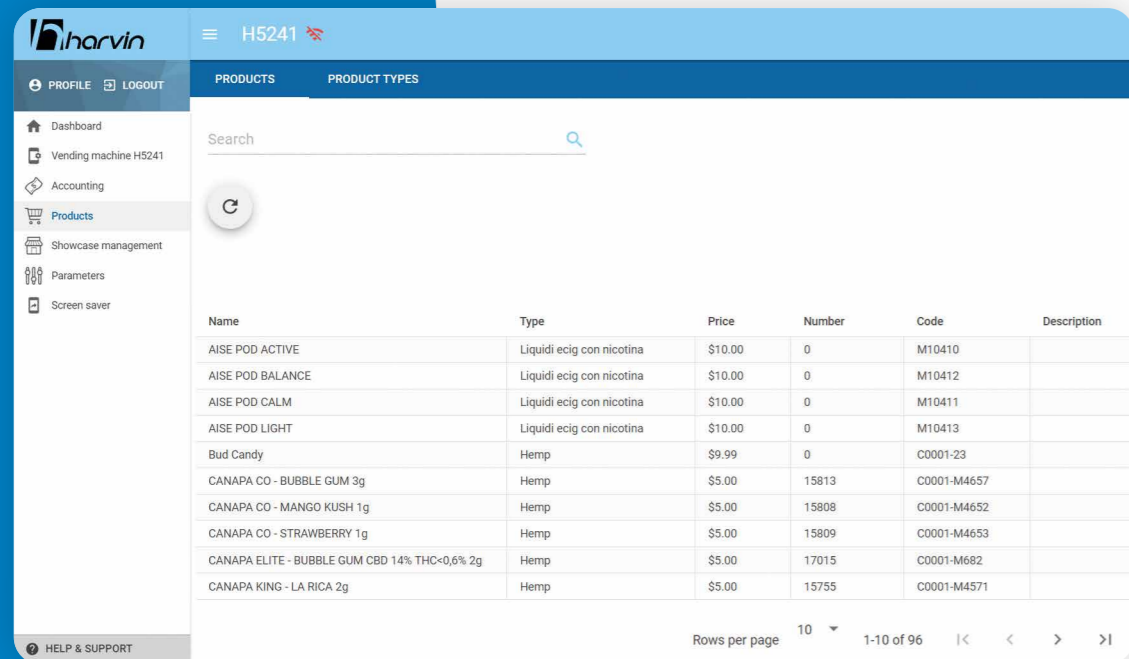 harvin
H5241
PROFILE LOGOUT
PRODUCTS PRODUCT TYPES
Dashboard
Vending machine H5241
Accounting
Products
Showcase management
Parameters
Screen saver
HELP & SUPPORT
Search
Name Type Price Number Code Description
AISE POD ACTIVE Liquidi ecig con nicotina $10.00 0 M10410
AISE POD BALANCE Liquidi ecig con nicotina $10.00 0 M10412
AISE POD CALM Liquidi ecig con nicotina $10.00 0 M10411
AISE POD LIGHT Liquidi ecig con nicotina $10.00 0 M10413
Bud Candy Hemp $9.99 0 C0001-23
CANAPA CO - BUBBLE GUM 3g Hemp $5.00 15813 C0001-M4657
CANAPA CO - MANGO KUSH 1g Hemp $5.00 15808 C0001-M4652
CANAPA CO - STRAWBERRY 1g Hemp $5.00 15809 C0001-M4653
CANAPA ELITE - BUBBLE GUM CBD 14% THC<0,6% 2g Hemp $5.00 17015 C0001-M682
CANAPA KING - LA RICA 2g Hemp $5.00 15755 C0001-M4571
Rows per page 10 1-10 of 96